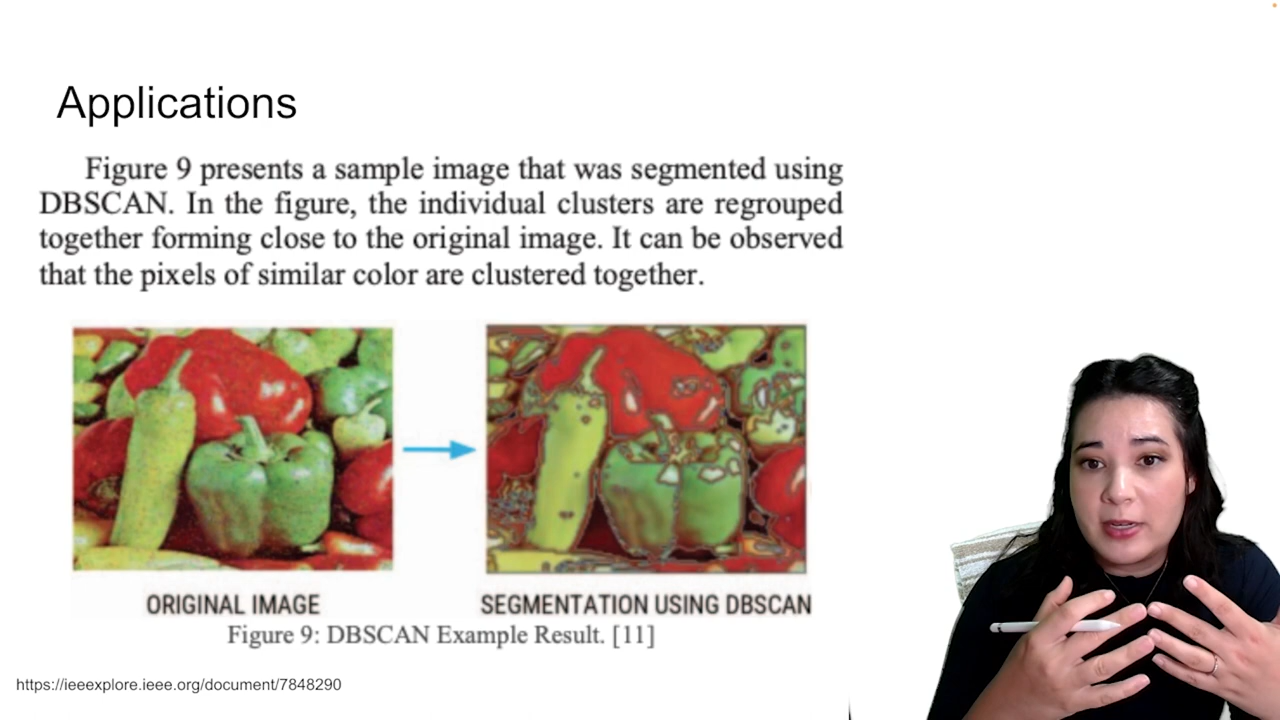 Applications
Figure 9 presents a sample image that was segmented using
DBSCAN. In the figure, the individual clusters are regrouped
together forming close to the original image. It can be observed
that the pixels of similar color are clustered together.
ORIGINAL IMAGE
SEGMENTATION USING DBSCAN
Figure 9: DBSCAN Example Result. [11]
https://ieeexplore.ieee.org/document/7848290